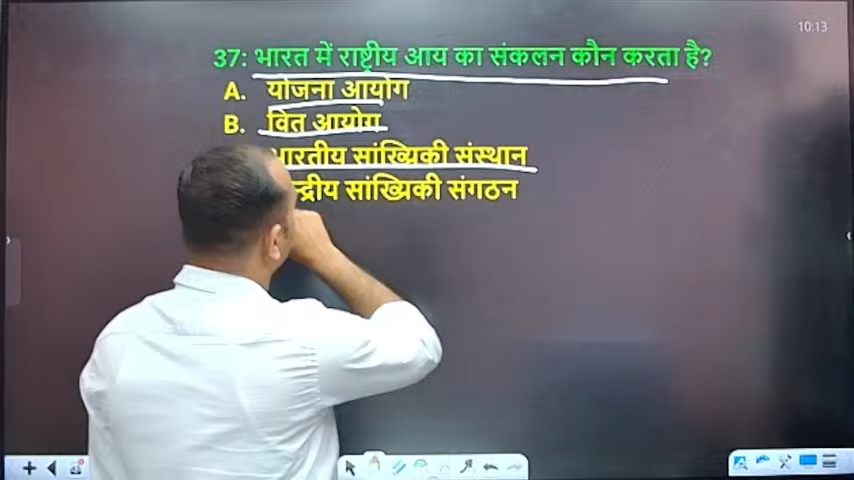 10:13
37: भारत में राष्ट्रीय आय का संकलन कौन करता है?
A. योजना आयोग
B. वित आयोग
भारतीय सांख्यिकी संस्थान
सांख्यिकी संगठन